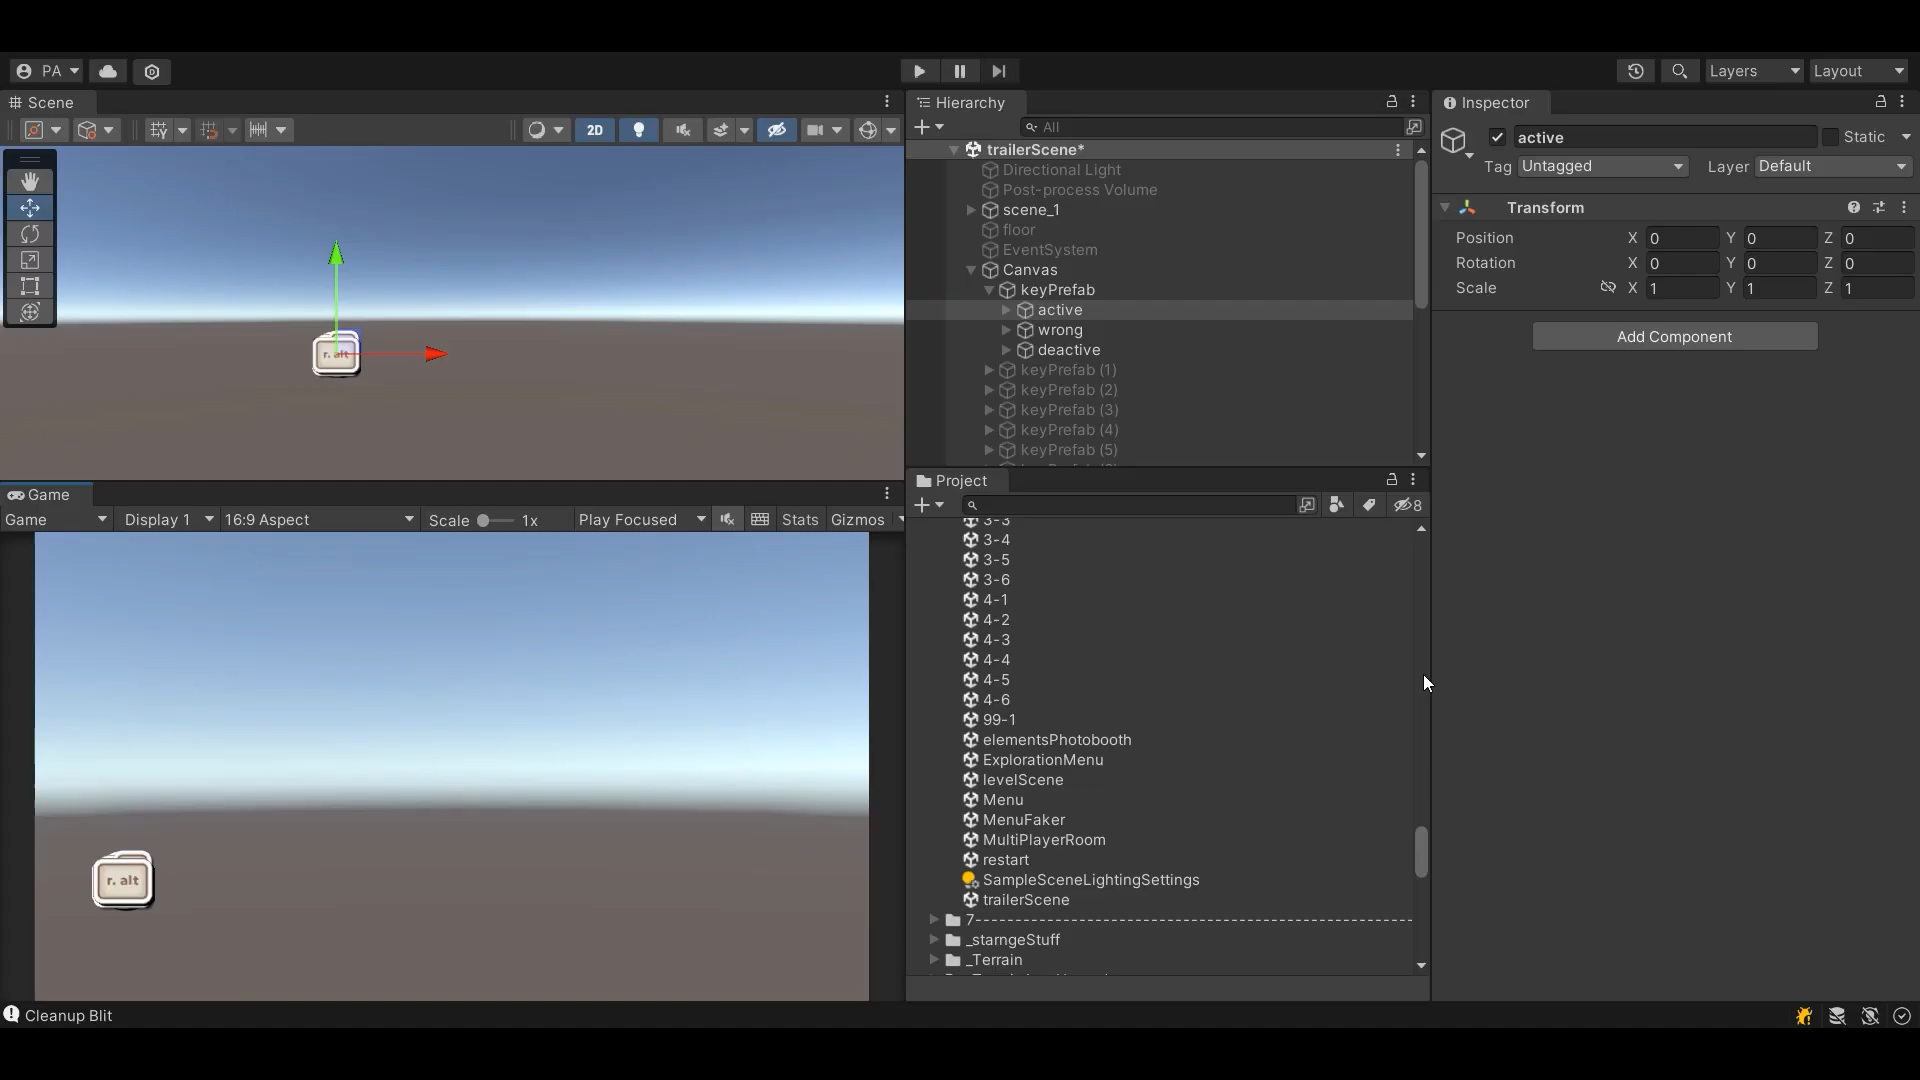 PA
Layers
Layout
Scene
2D
r. alt
Game
Game
Display 1
16:9 Aspect
Scale
1x
Play Focused
Stats
Gizmos
r. alt
Hierarchy
All
trailerScene*
Directional Light
Post-process Volume
scene_1
floor
EventSystem
Canvas
keyPrefab
active
wrong
deactive
keyPrefab (1)
keyPrefab (2)
keyPrefab (3)
keyPrefab (4)
keyPrefab (5)
Project
8
3-3
3-4
3-5
3-6
4-1
4-2
4-3
4-4
4-5
4-6
99-1
elementsPhotobooth
ExplorationMenu
levelScene
Menu
MenuFaker
MultiPlayerRoom
restart
SampleSceneLightingSettings
trailerScene
7--------------------------------------------
_starngeStuff
_Terrain
Inspector
active
Static
Tag Untagged Layer Default
Transform
Position X 0 Y 0 Z 0
Rotation X 0 Y 0 Z 0
Scale X 1 Y 1 Z 1
Add Component
Cleanup Blit